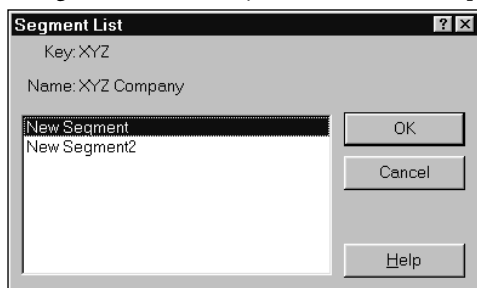 Segment List
Key: XYZ
Name: XYZ Company
New Segment
New Segment2
OK
Cancel
Help